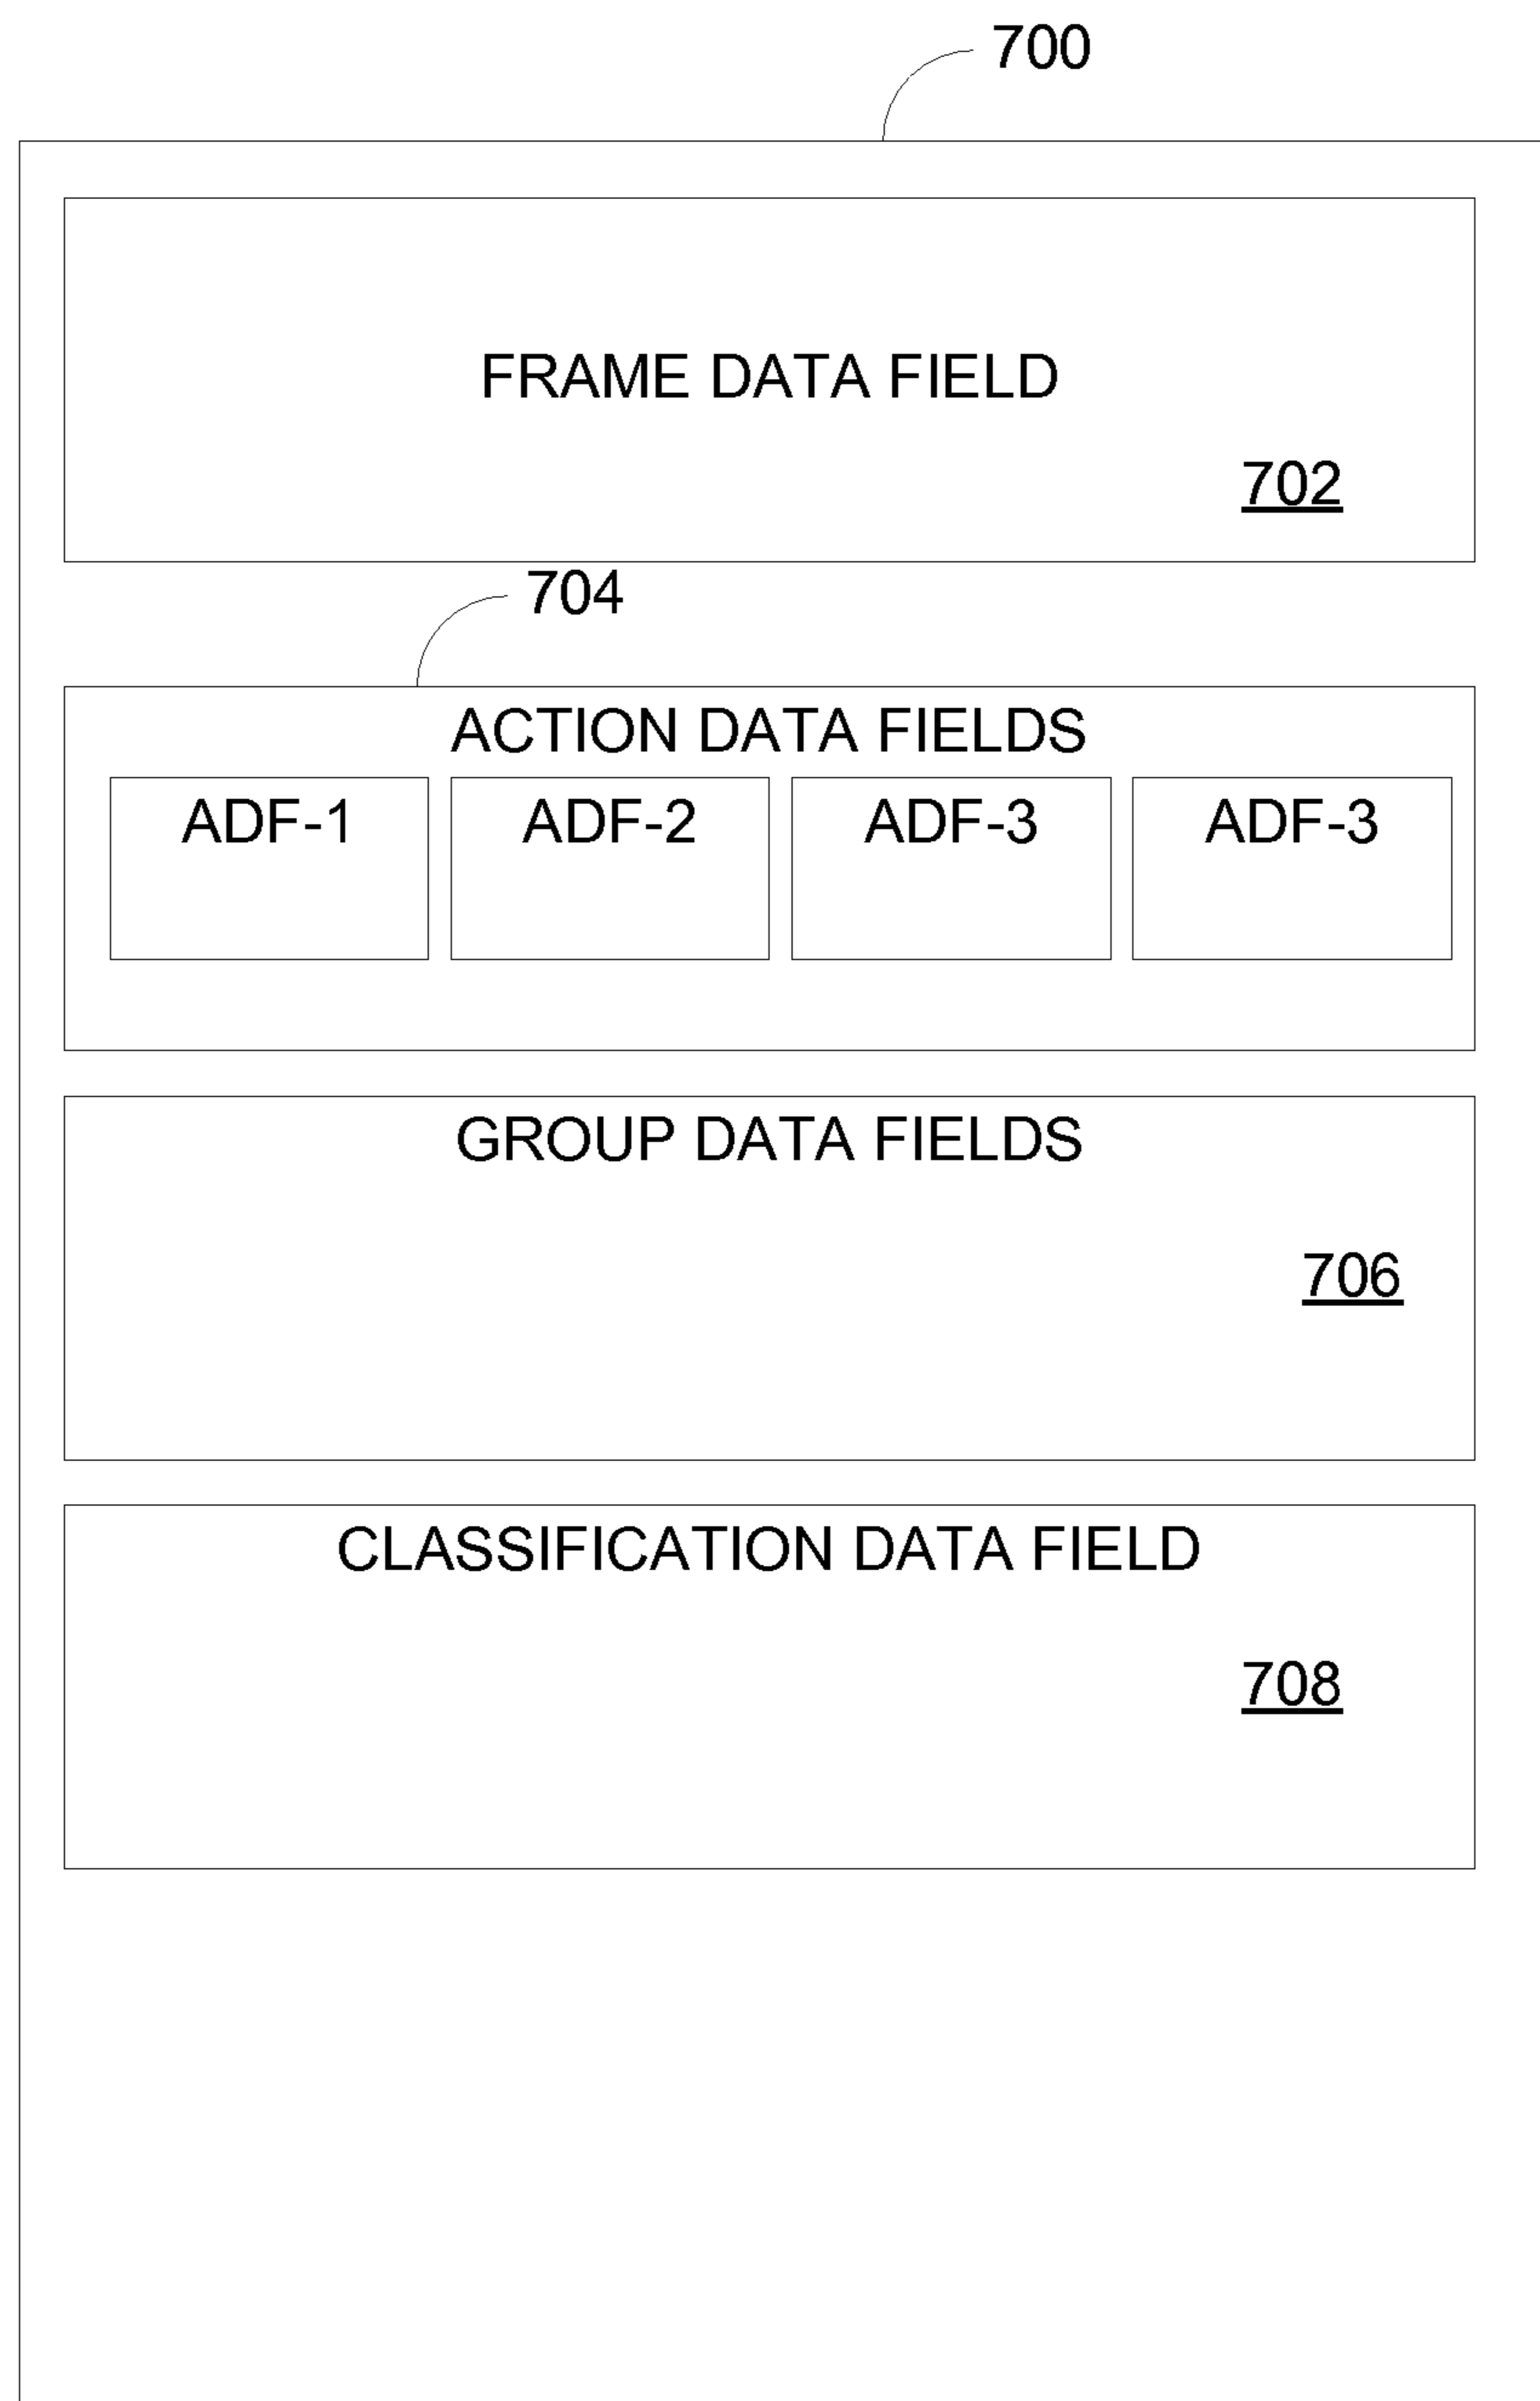 700
FRAME DATA FIELD
702
704
ACTION DATA FIELDS
ADF-1 ADF-2 ADF-3 ADF-3
GROUP DATA FIELDS
706
CLASSIFICATION DATA FIELD
708